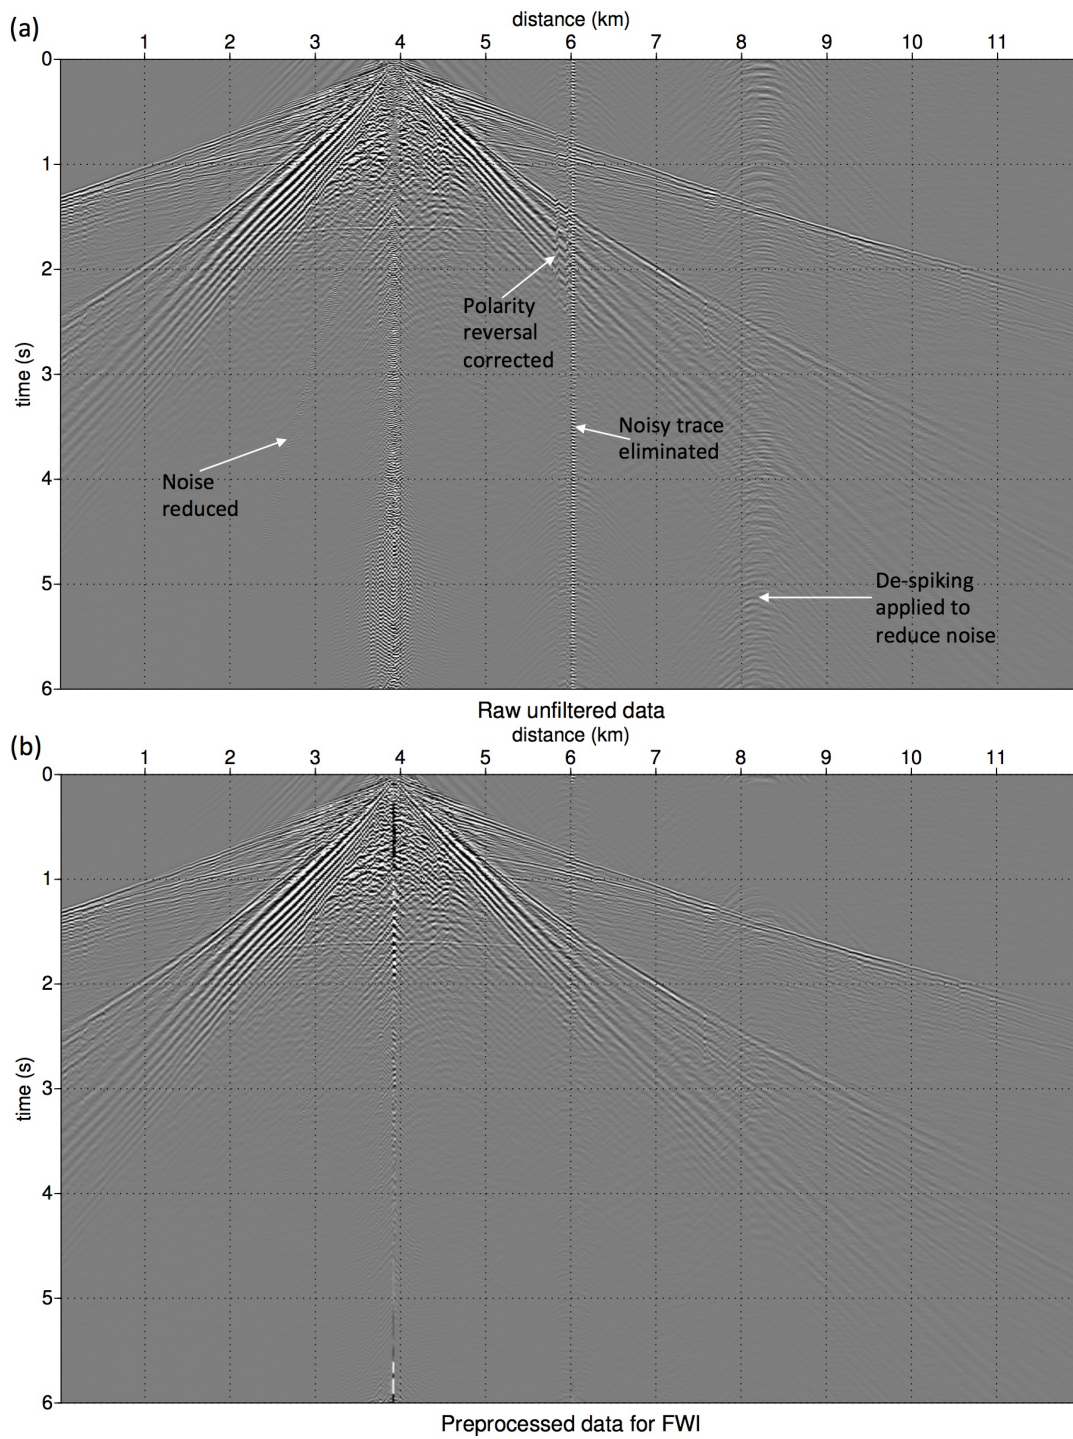 (a)
distance (km)
1 2 3 4 5 6 7 8 9 10 11
0
1
2
3
4
5
6
time (s)
Polarity
reversal
corrected
Noisy trace
eliminated
Noise
reduced
De-spiking
applied to
reduce noise
Raw unfiltered data
(b)
distance (km)
1 2 3 4 5 6 7 8 9 10 11
0
1
2
3
4
5
6
time (s)
Preprocessed data for FWI